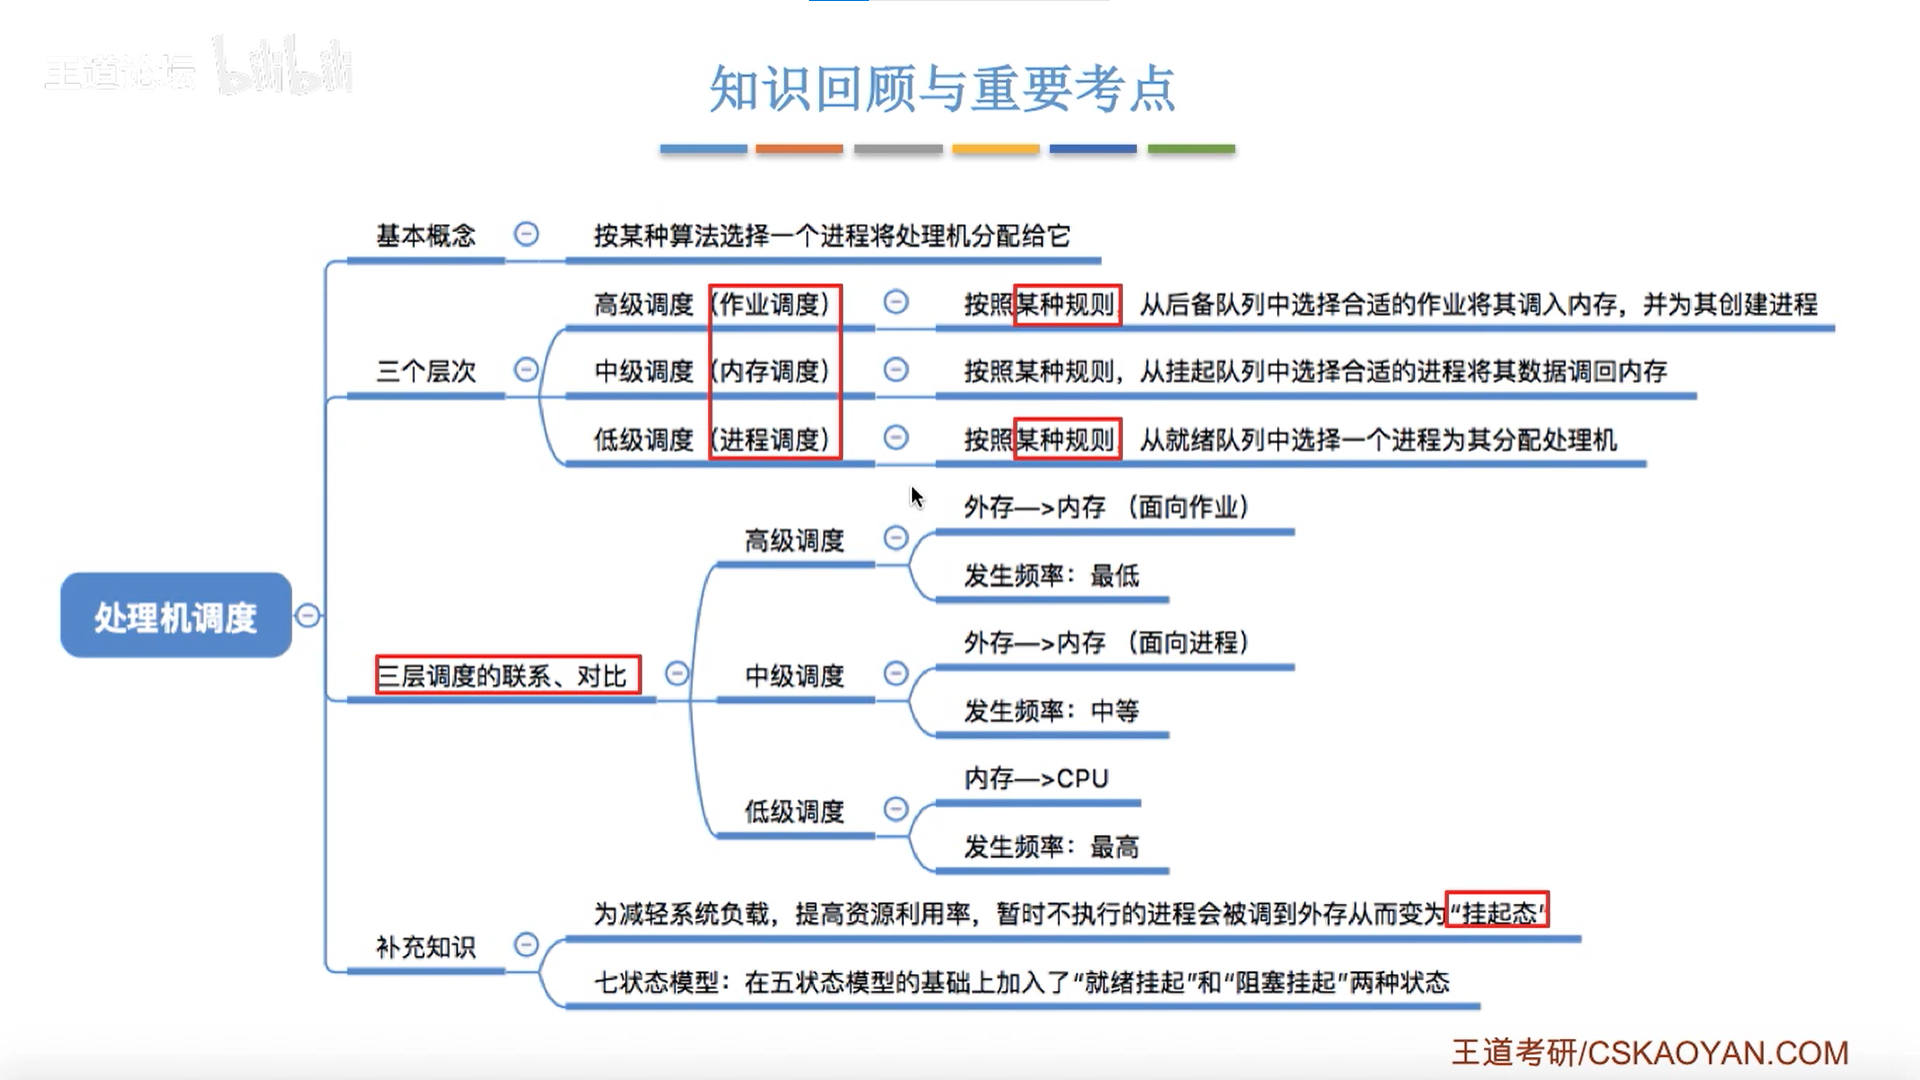 王道论坛 bilibili
知识回顾与重要考点
基本概念
按某种算法选择一个进程将处理机分配给它
三个层次
高级调度（作业调度）
按照某种规则，从后备队列中选择合适的作业将其调入内存，并为其创建进程
中级调度（内存调度）
按照某种规则，从挂起队列中选择合适的进程将其数据调回内存
低级调度（进程调度）
按照某种规则，从就绪队列中选择一个进程为其分配处理机
处理机调度
三层调度的联系、对比
高级调度
外存—>内存 （面向作业）
发生频率：最低
中级调度
外存—>内存 （面向进程）
发生频率：中等
低级调度
内存—>CPU
发生频率：最高
补充知识
为减轻系统负载，提高资源利用率，暂时不执行的进程会被调到外存从而变为“挂起态”
七状态模型：在五状态模型的基础上加入了“就绪挂起”和“阻塞挂起”两种状态
王道考研/CSKAOYAN.COM